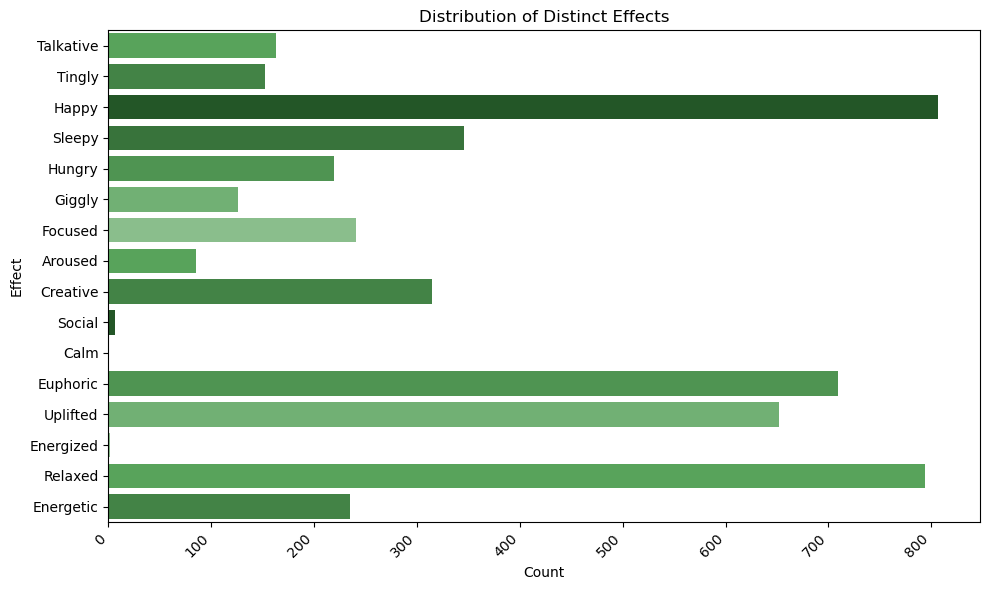 Distribution of Distinct Effects
Effect
Talkative
Tingly
Happy
Sleepy
Hungry
Giggly
Focused
Aroused
Creative
Social
Calm
Euphoric
Uplifted
Energized
Relaxed
Energetic
0 100 200 300 400 500 600 700 800
Count